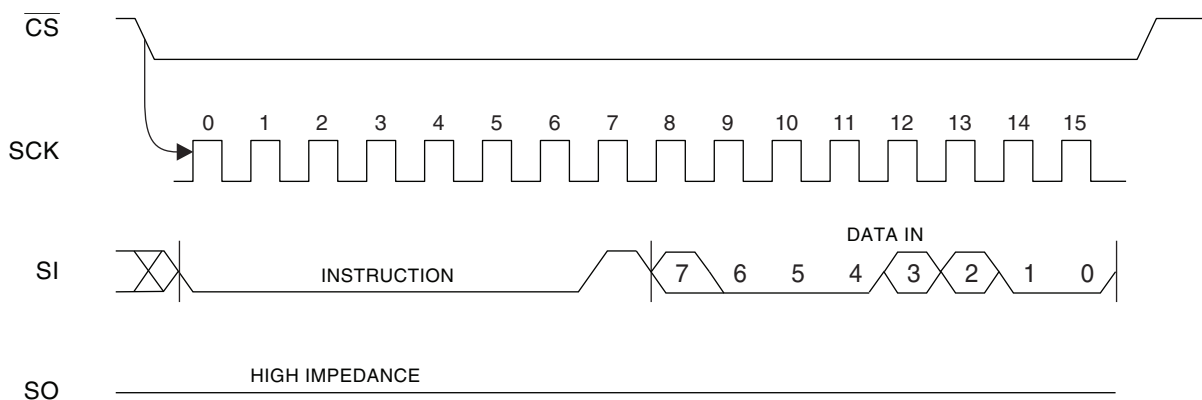 CS
0 1 2 3 4 5 6 7 8 9 10 11 12 13 14 15
SCK
DATA IN
SI
INSTRUCTION
7 6 5 4 3 2 1 0
HIGH IMPEDANCE
SO